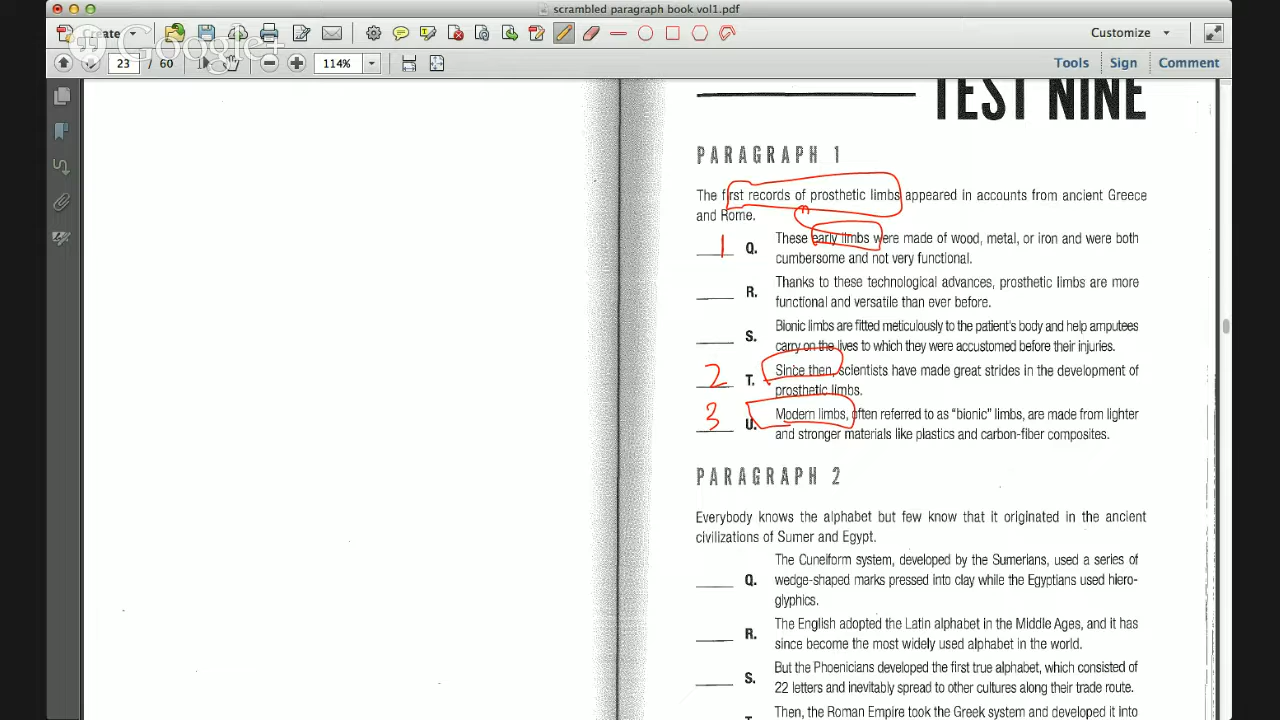 scrambled paragraph book vol1.pdf
Create
Google+
Customize
23 / 60
114%
Tools
Sign
Comment
TEST NINE
PARAGRAPH 1
The first records of prosthetic limbs appeared in accounts from ancient Greece
and Rome.
1 Q. These early limbs were made of wood, metal, or iron and were both
cumbersome and not very functional.
R. Thanks to these technological advances, prosthetic limbs are more
functional and versatile than ever before.
S. Bionic limbs are fitted meticulously to the patient's body and help amputees
carry on the lives to which they were accustomed before their injuries.
2 T. Since then, scientists have made great strides in the development of
prosthetic limbs.
3 U. Modern limbs, often referred to as "bionic" limbs, are made from lighter
and stronger materials like plastics and carbon-fiber composites.
PARAGRAPH 2
Everybody knows the alphabet but few know that it originated in the ancient
civilizations of Sumer and Egypt.
Q. The Cuneiform system, developed by the Sumerians, used a series of
wedge-shaped marks pressed into clay while the Egyptians used hiero-
glyphics.
R. The English adopted the Latin alphabet in the Middle Ages, and it has
since become the most widely used alphabet in the world.
S. But the Phoenicians developed the first true alphabet, which consisted of
22 letters and inevitably spread to other cultures along their trade route.
T. Then, the Roman Empire took the Greek system and developed it into